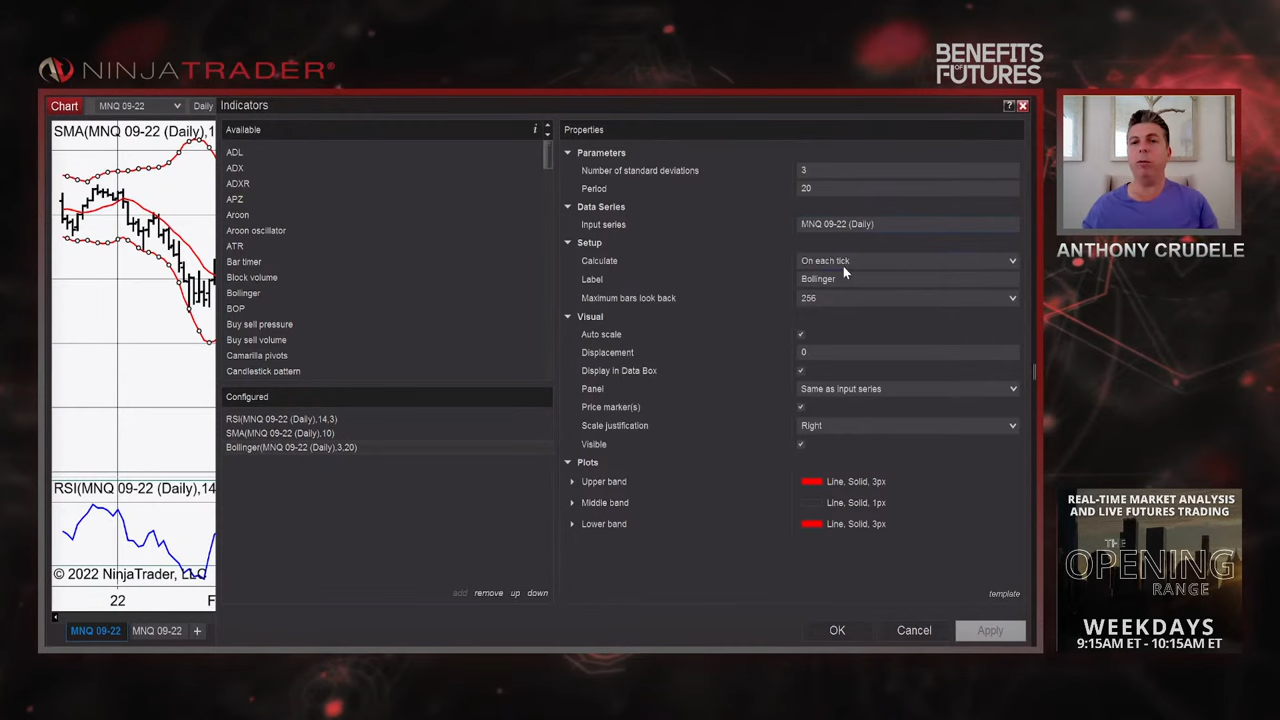 NINJATRADER®
BENEFITS
OF
FUTURES
Chart
MNQ 09-22
Daily
Indicators
?
SMA(MNQ 09-22 (Daily),1
Available
i
ADL
ADX
ADXR
APZ
Aroon
Aroon oscillator
ATR
Bar timer
Block volume
Bollinger
BOP
Buy sell pressure
Buy sell volume
Camarilla pivots
Candlestick pattern
Configured
RSI(MNQ 09-22 (Daily),14,3)
SMA(MNQ 09-22 (Daily),10)
Bollinger(MNQ 09-22 (Daily),3,20)
add remove up down
Properties
Parameters
Number of standard deviations 3
Period 20
Data Series
Input series MNQ 09-22 (Daily)
Setup
Calculate On each tick
Label Bollinger
Maximum bars look back 256
Visual
Auto scale
Displacement 0
Display in Data Box
Panel Same as input series
Price marker(s)
Scale justification Right
Visible
Plots
Upper band Line, Solid, 3px
Middle band Line, Solid, 1px
Lower band Line, Solid, 3px
template
OK Cancel Apply
RSI(MNQ 09-22 (Daily),14
© 2022 NinjaTrader, LLC
22 F
MNQ 09-22 MNQ 09-22 +
ANTHONY CRUDELE
REAL-TIME MARKET ANALYSIS
AND LIVE FUTURES TRADING
THE
OPENING
RANGE
WEEKDAYS
9:15AM ET - 10:15AM ET